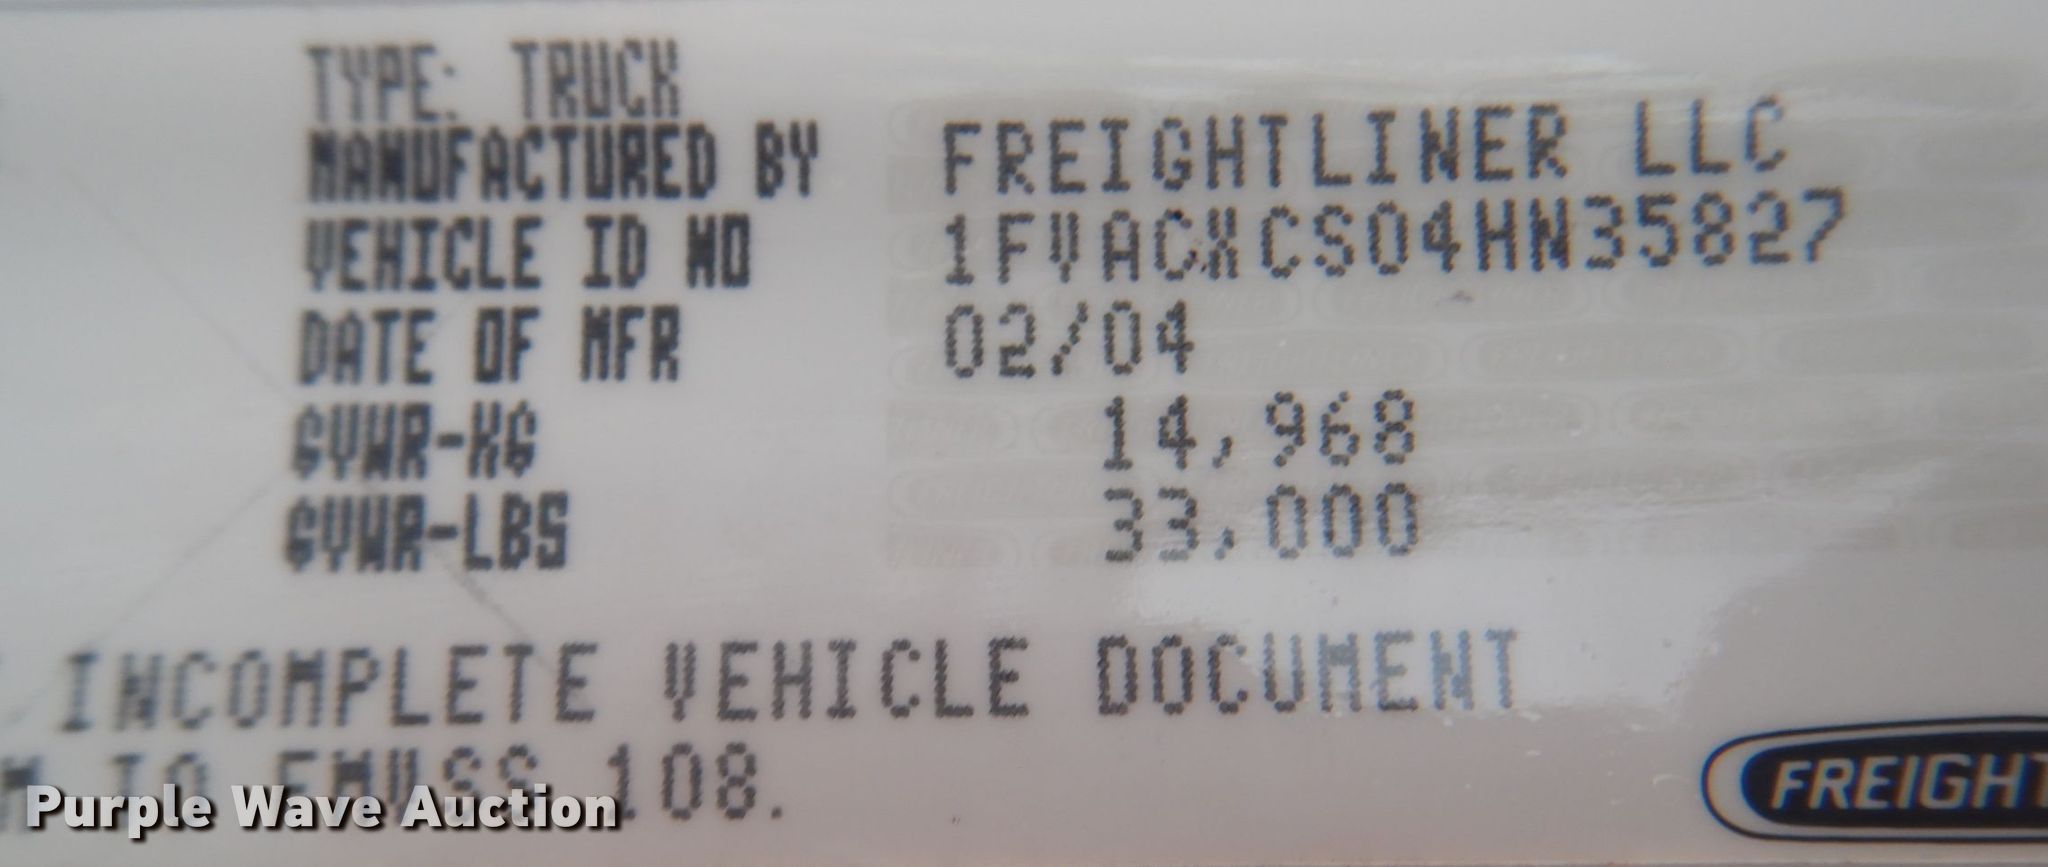 TYPE: TRUCK
MANUFACTURED BY FREIGHTLINER LLC
VEHICLE ID NO 1FVACXCS04HN35827
DATE OF MFR 02/04
GVWR-KG 14,968
GVWR-LBS 33,000
INCOMPLETE VEHICLE DOCUMENT
FMVSS 108.
Purple Wave Auction
FREIGHT